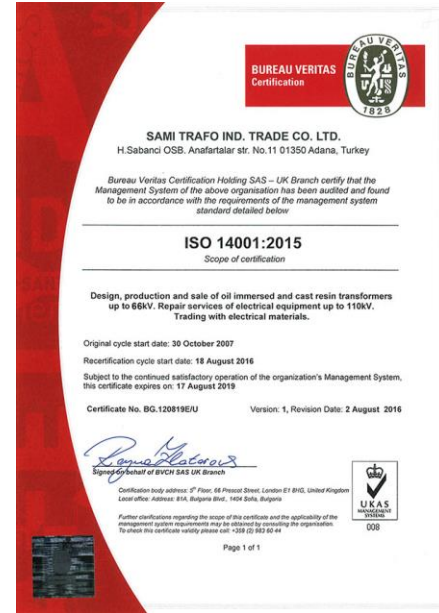 BUREAU VERITAS
Certification
BUREAU VERITAS
1828
SAMI TRAFO IND. TRADE CO. LTD.
H.Sabanci OSB. Anafartalar str. No.11 01350 Adana, Turkey
Bureau Veritas Certification Holding SAS – UK Branch certify that the
Management System of the above organisation has been audited and found
to be in accordance with the requirements of the management system
standard detailed below
ISO 14001:2015
Scope of certification
Design, production and sale of oil immersed and cast resin transformers
up to 66kV. Repair services of electrical equipment up to 110kV.
Trading with electrical materials.
Original cycle start date: 30 October 2007
Recertification cycle start date: 18 August 2016
Subject to the continued satisfactory operation of the organization's Management System,
this certificate expires on: 17 August 2019
Certificate No. BG.120819E/U Version: 1, Revision Date: 2 August 2016
Signed on behalf of BVCH SAS UK Branch
Certification body address: 5th Floor, 66 Prescot Street, London E1 8HG, United Kingdom
Local office: Address: 81A, Bulgaria Blvd., 1404 Sofia, Bulgaria
Further clarifications regarding the scope of this certificate and the applicability of the
management system requirements may be obtained by consulting the organisation.
To check this certificate validity please call: +359 (2) 983 60 44
UKAS
MANAGEMENT
SYSTEMS
008
Page 1 of 1